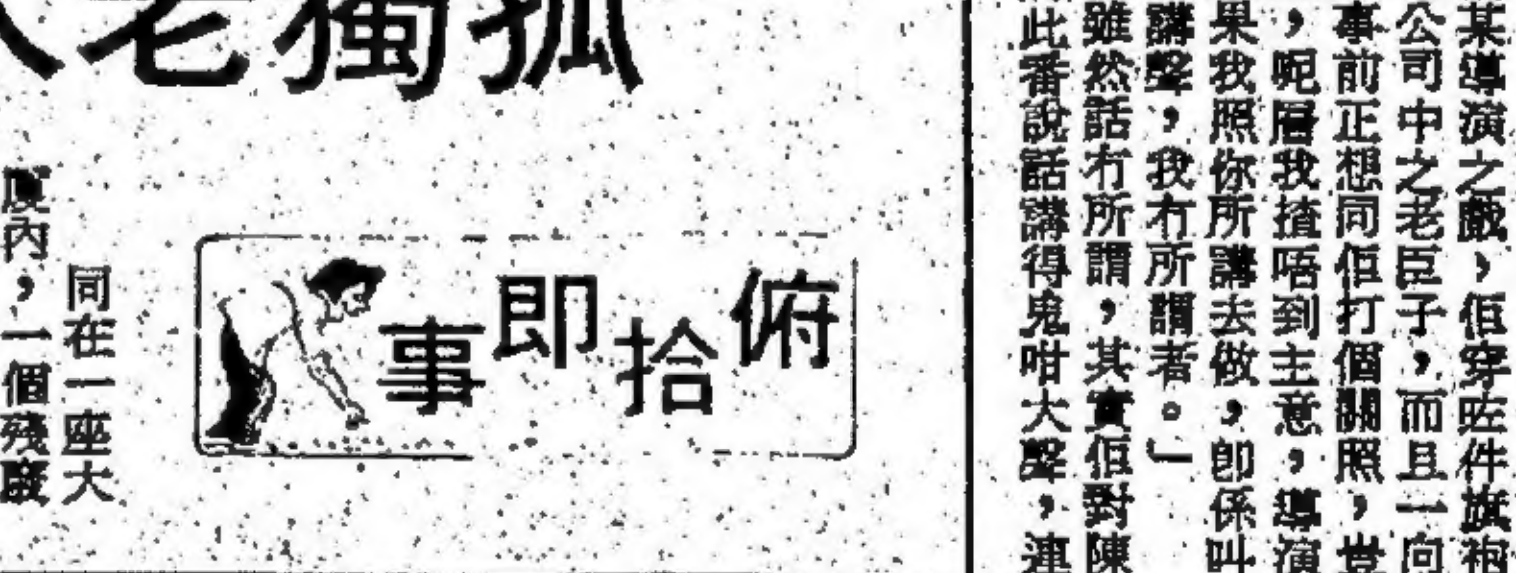 某導演之戲，佢穿咗件旗袍
公司中之老臣子，而且一向
事前正想同佢打個關照，豈
，呢層我揸唔到主意，導演
果我照你所講去做，即係叫
講聲，我冇所謂者。」
雖然話冇所謂，其實佢對陳
此番說話講得鬼咁大聲，連
孤獨老人
俯拾即事
同在一座大
廈內，一個殘廢